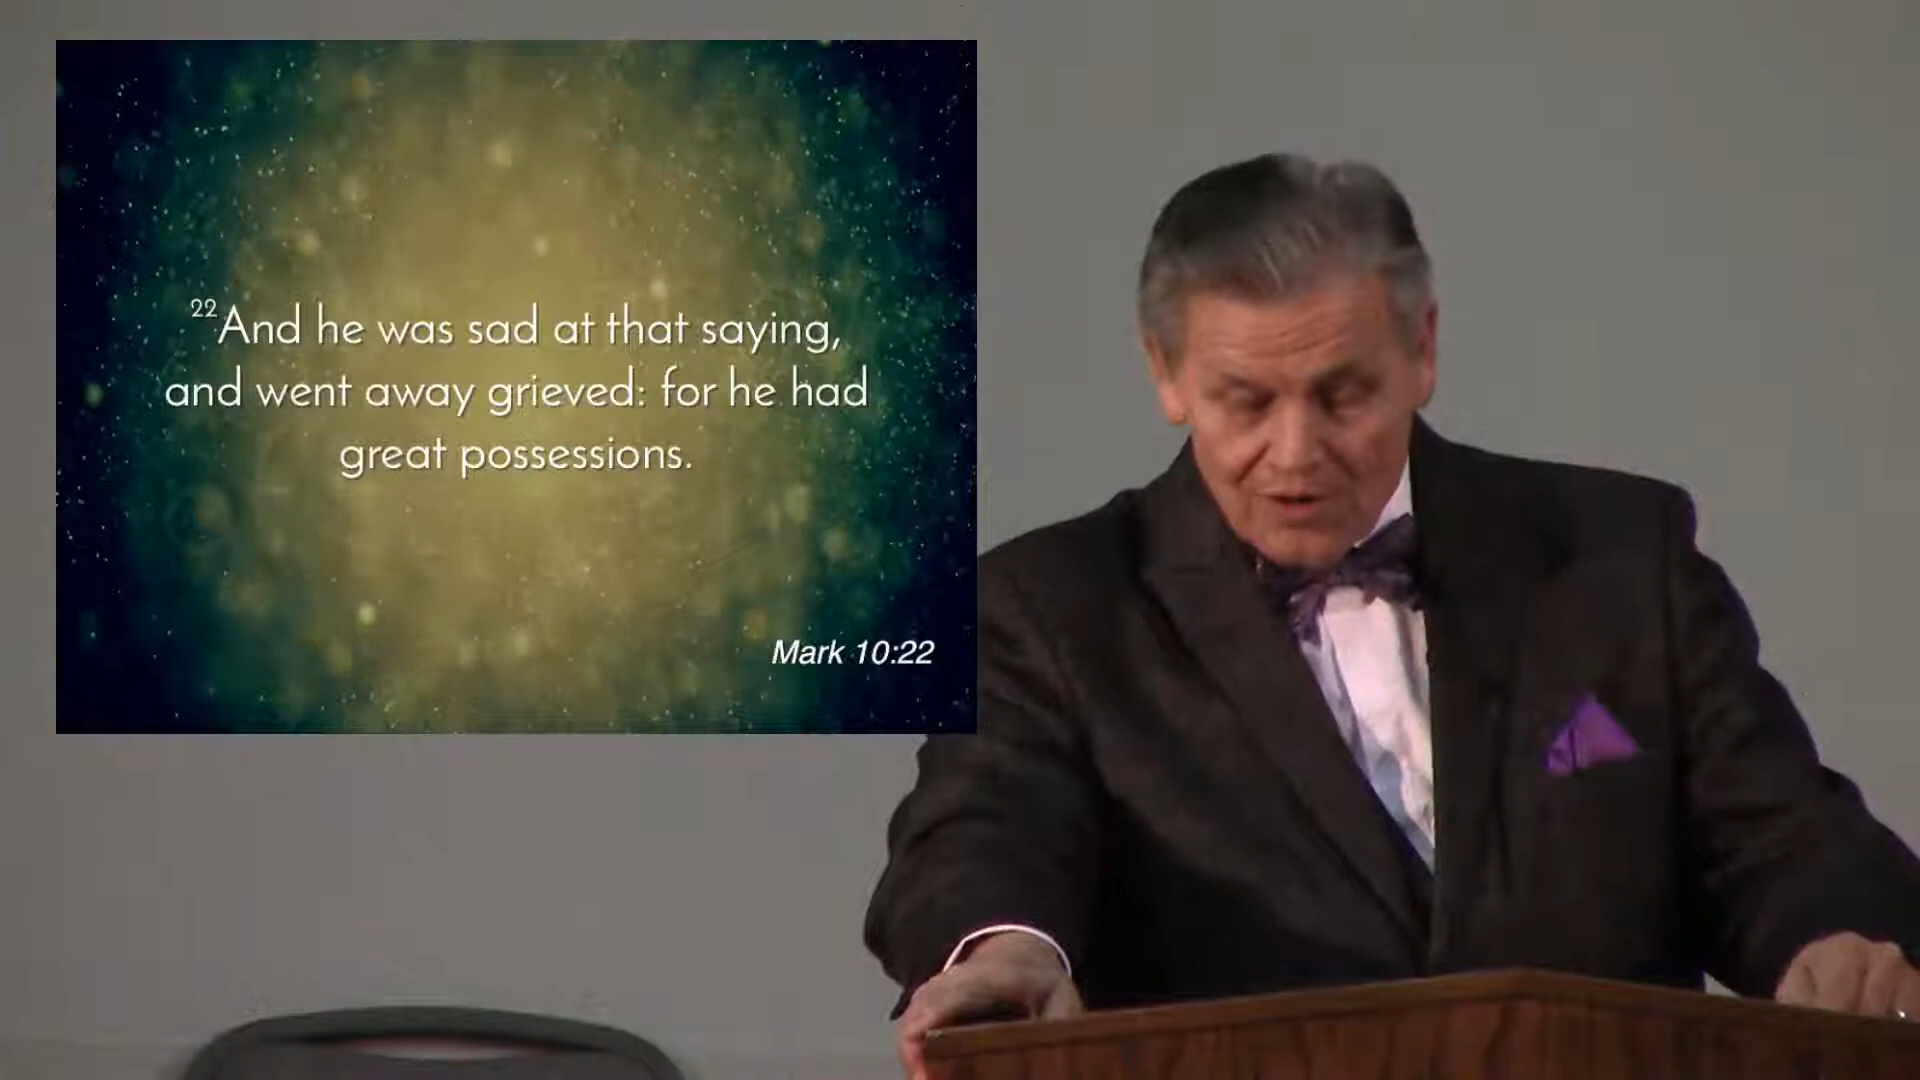 22And he was sad at that saying,
and went away grieved: for he had
great possessions.
Mark 10:22